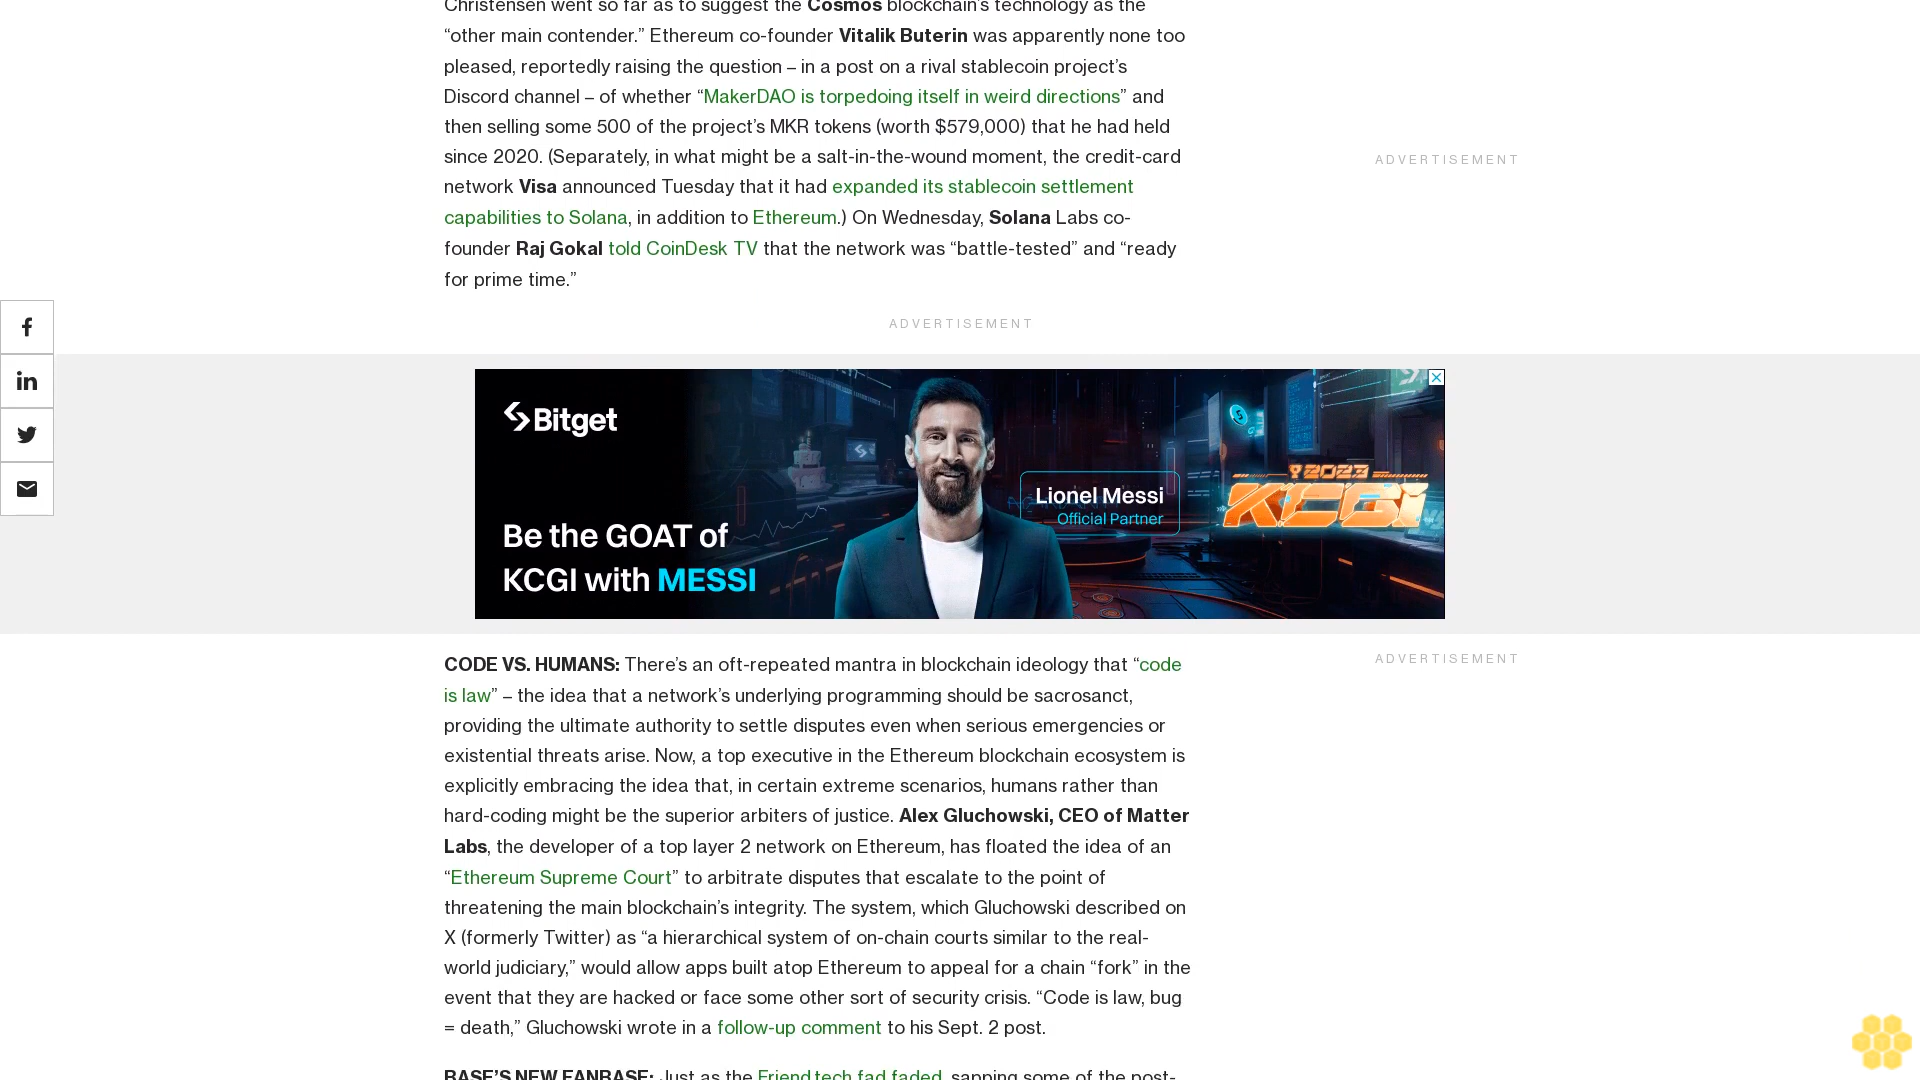 Christensen went so far as to suggest the Cosmos blockchain's technology as the
“other main contender.” Ethereum co-founder Vitalik Buterin was apparently none too
pleased, reportedly raising the question – in a post on a rival stablecoin project’s
Discord channel – of whether “MakerDAO is torpedoing itself in weird directions” and
then selling some 500 of the project’s MKR tokens (worth $579,000) that he had held
since 2020. (Separately, in what might be a salt-in-the-wound moment, the credit-card
network Visa announced Tuesday that it had expanded its stablecoin settlement
capabilities to Solana, in addition to Ethereum.) On Wednesday, Solana Labs co-
founder Raj Gokal told CoinDesk TV that the network was “battle-tested” and “ready
for prime time.”
ADVERTISEMENT
ADVERTISEMENT
Bitget
Be the GOAT of
KCGI with MESSI
Lionel Messi
Official Partner
2023
KCGI
CODE VS. HUMANS: There’s an oft-repeated mantra in blockchain ideology that “code
is law” – the idea that a network’s underlying programming should be sacrosanct,
providing the ultimate authority to settle disputes even when serious emergencies or
existential threats arise. Now, a top executive in the Ethereum blockchain ecosystem is
explicitly embracing the idea that, in certain extreme scenarios, humans rather than
hard-coding might be the superior arbiters of justice. Alex Gluchowski, CEO of Matter
Labs, the developer of a top layer 2 network on Ethereum, has floated the idea of an
“Ethereum Supreme Court” to arbitrate disputes that escalate to the point of
threatening the main blockchain’s integrity. The system, which Gluchowski described on
X (formerly Twitter) as “a hierarchical system of on-chain courts similar to the real-
world judiciary,” would allow apps built atop Ethereum to appeal for a chain “fork” in the
event that they are hacked or face some other sort of security crisis. “Code is law, bug
= death,” Gluchowski wrote in a follow-up comment to his Sept. 2 post.
ADVERTISEMENT
BASE’S NEW FANBASE: Just as the Friend.tech fad faded, sapping some of the post-